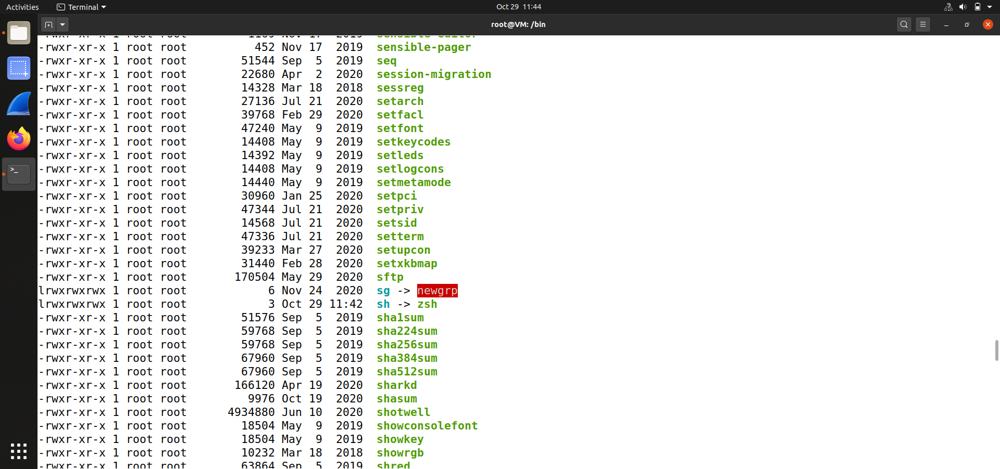 Activities Terminal Oct 29 11:44
root@VM: /bin
-rwxr-xr-x 1 root root 1109 Nov 17 2019 sensible-editor
-rwxr-xr-x 1 root root 452 Nov 17 2019 sensible-pager
-rwxr-xr-x 1 root root 51544 Sep 5 2019 seq
-rwxr-xr-x 1 root root 22680 Apr 2 2020 session-migration
-rwxr-xr-x 1 root root 14328 Mar 18 2018 sessreg
-rwxr-xr-x 1 root root 27136 Jul 21 2020 setarch
-rwxr-xr-x 1 root root 39768 Feb 29 2020 setfacl
-rwxr-xr-x 1 root root 47240 May 9 2019 setfont
-rwxr-xr-x 1 root root 14408 May 9 2019 setkeycodes
-rwxr-xr-x 1 root root 14392 May 9 2019 setleds
-rwxr-xr-x 1 root root 14408 May 9 2019 setlogcons
-rwxr-xr-x 1 root root 14440 May 9 2019 setmetamode
-rwxr-xr-x 1 root root 30960 Jan 25 2020 setpci
-rwxr-xr-x 1 root root 47344 Jul 21 2020 setpriv
-rwxr-xr-x 1 root root 14568 Jul 21 2020 setsid
-rwxr-xr-x 1 root root 47336 Jul 21 2020 setterm
-rwxr-xr-x 1 root root 39233 Mar 27 2020 setupcon
-rwxr-xr-x 1 root root 31440 Feb 28 2020 setxkbmap
-rwxr-xr-x 1 root root 170504 May 29 2020 sftp
lrwxrwxrwx 1 root root 6 Nov 24 2020 sg -> newgrp
lrwxrwxrwx 1 root root 3 Oct 29 11:42 sh -> zsh
-rwxr-xr-x 1 root root 51576 Sep 5 2019 sha1sum
-rwxr-xr-x 1 root root 59768 Sep 5 2019 sha224sum
-rwxr-xr-x 1 root root 59768 Sep 5 2019 sha256sum
-rwxr-xr-x 1 root root 67960 Sep 5 2019 sha384sum
-rwxr-xr-x 1 root root 67960 Sep 5 2019 sha512sum
-rwxr-xr-x 1 root root 166120 Apr 19 2020 sharkd
-rwxr-xr-x 1 root root 9976 Oct 19 2020 shasum
-rwxr-xr-x 1 root root 4934880 Jun 10 2020 shotwell
-rwxr-xr-x 1 root root 18504 May 9 2019 showconsolefont
-rwxr-xr-x 1 root root 18504 May 9 2019 showkey
-rwxr-xr-x 1 root root 10232 Mar 18 2018 showrgb
-rwxr-xr-x 1 root root 63864 Sep 5 2019 shred